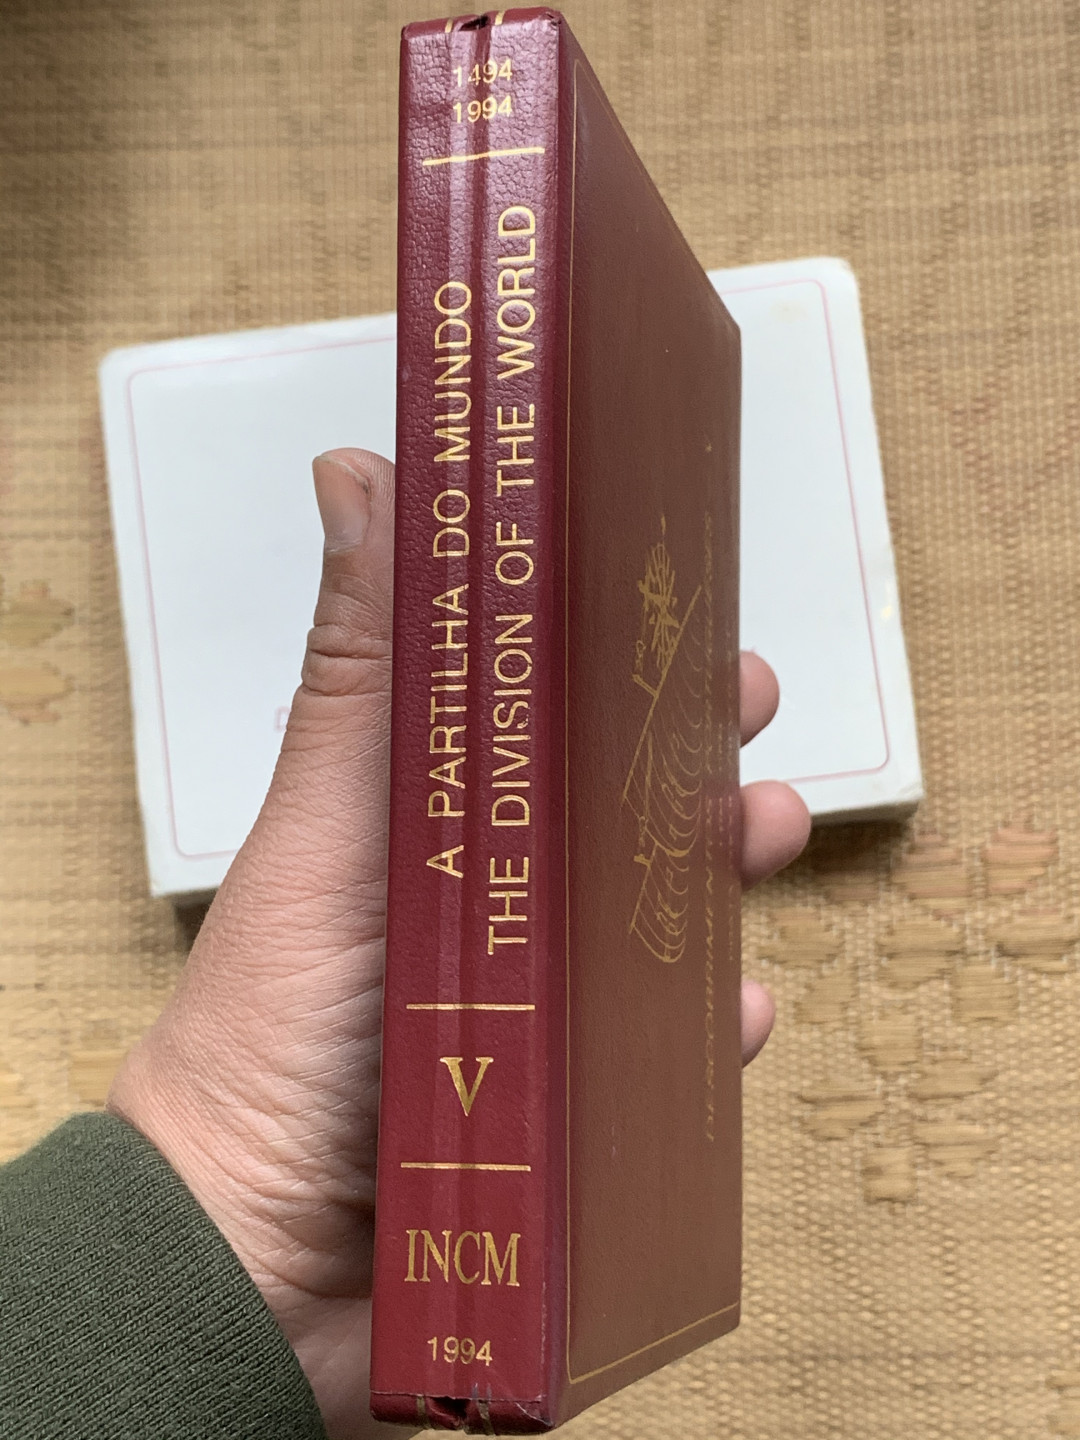 1494
1994
A PARTILHA DO MUNDO
THE DIVISION OF THE WORLD
V
INCM
1994